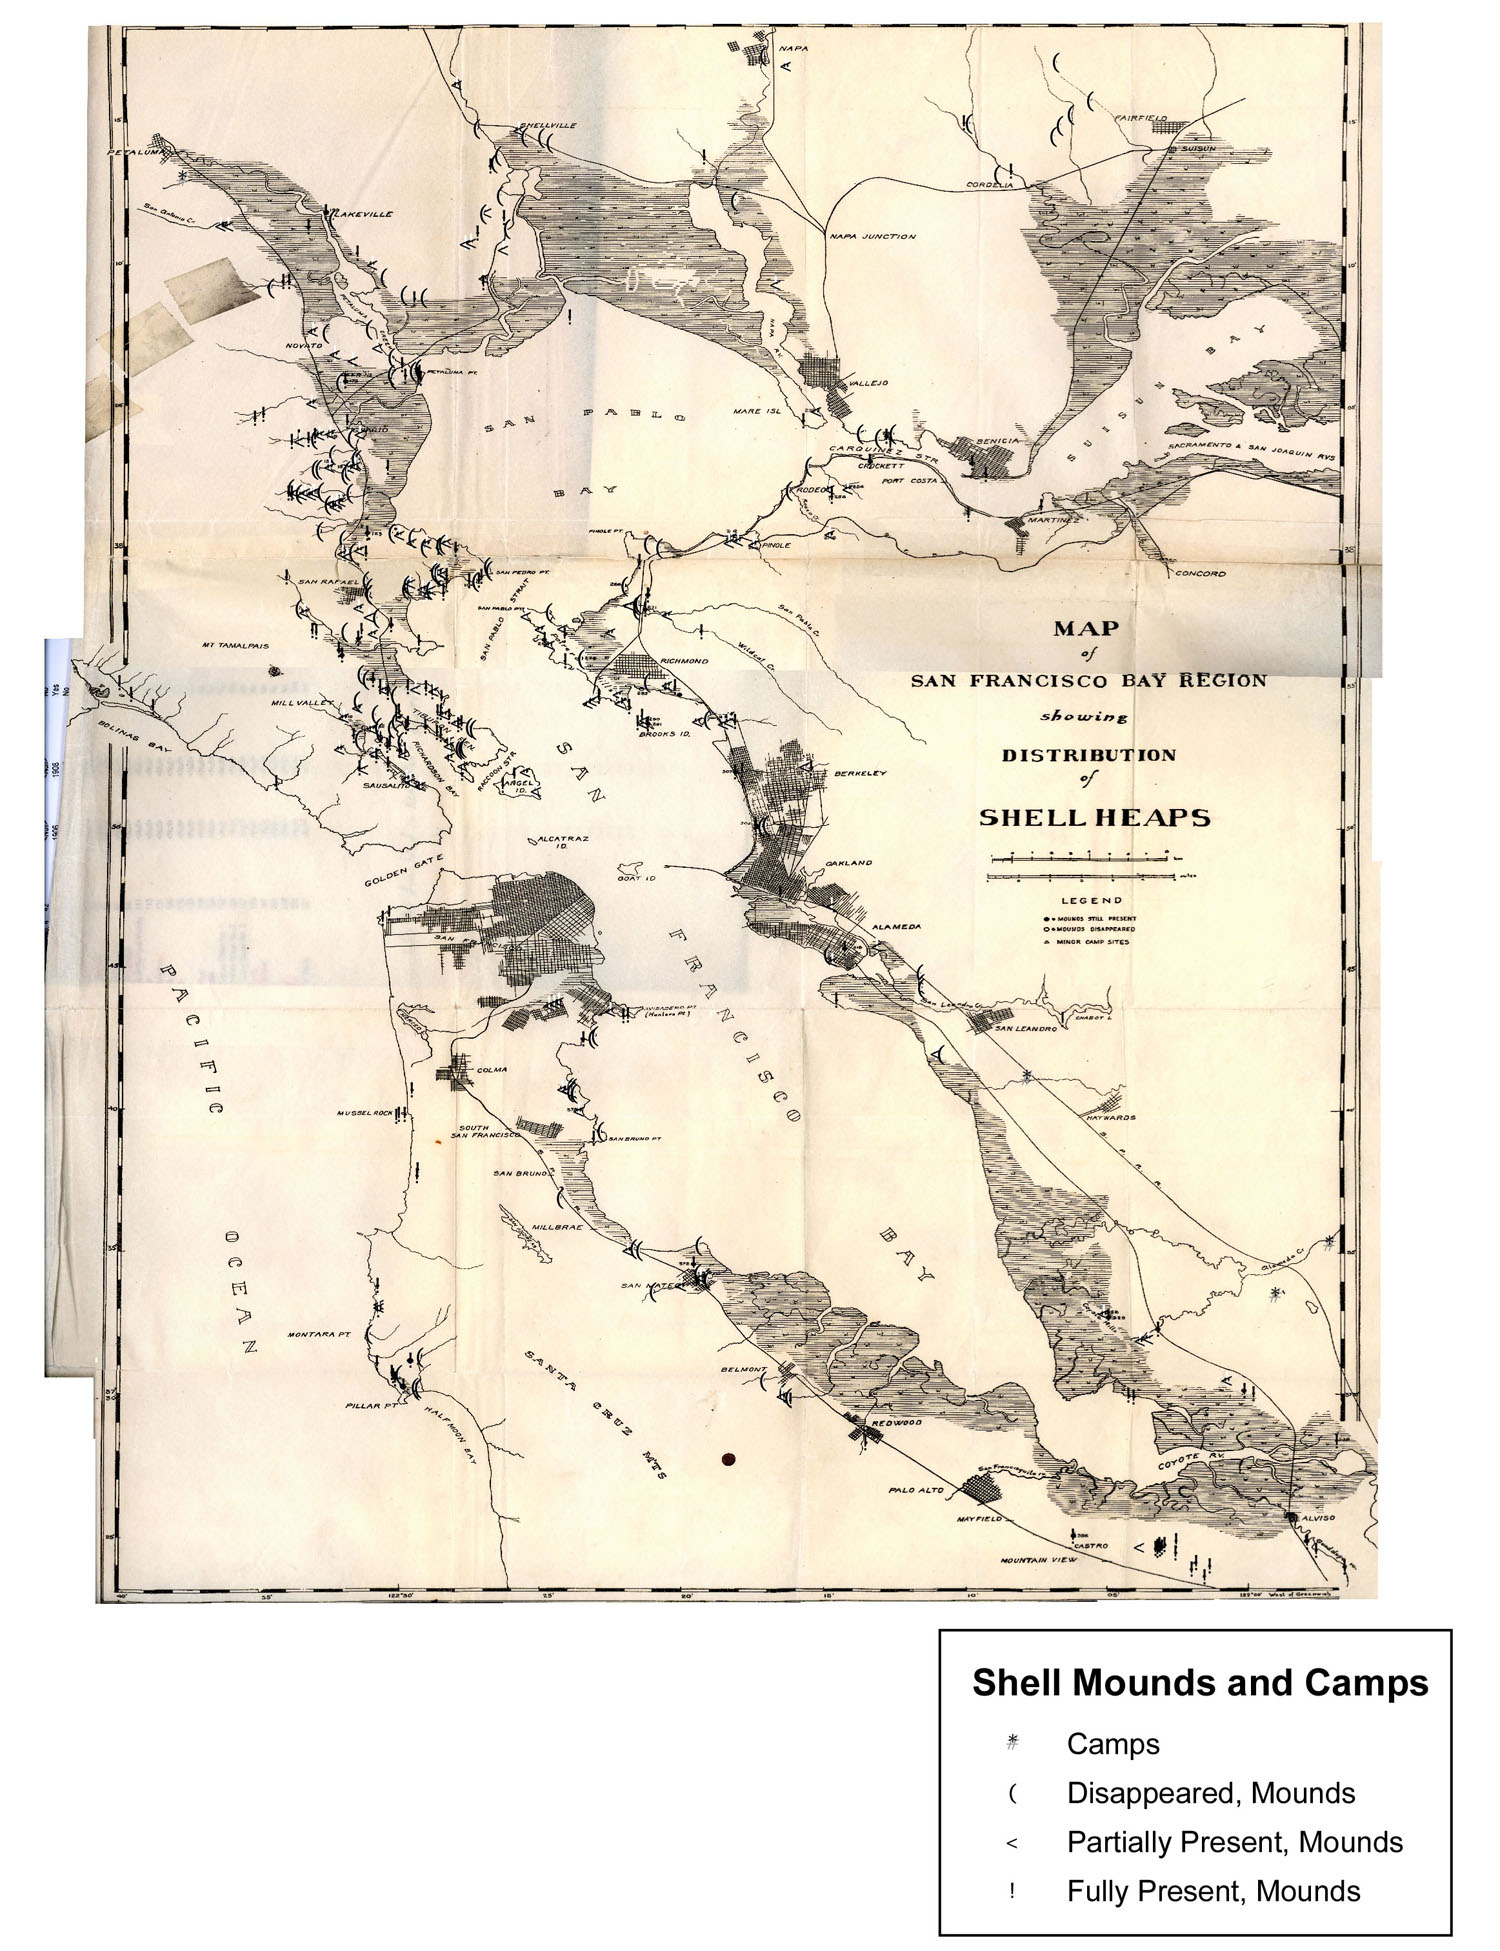 NAPA
SHELLVILLE
FAIRFIELD
SUISUN
PETALUMA
San Antonio Cr.
CORDELIA
LAKEVILLE
NAPA JUNCTION
PETALUMA CREEK
NOVATO
PETALUMA PT.
NAPA RV.
VALLEJO
MARE ISL
SAN PABLO
BAY
SUISUN BAY
CARQUINEZ STR
BENICIA
SACRAMENTO & SAN JOAQUIN RVS
CROCKETT
PORT COSTA
RODEO
MARTINEZ
PINOLE PT.
PINOLE
CONCORD
SAN RAFAEL
SAN PEDRO PT.
SAN PABLO PT.
SAN PABLO STRAIT
San Pablo C.
Wildcat C.
MT TAMALPAIS
RICHMOND
MAP
of
SAN FRANCISCO BAY REGION
showing
DISTRIBUTION
of
SHELL HEAPS
km
miles
LEGEND
MOUNDS STILL PRESENT
MOUNDS DISAPPEARED
MINOR CAMP SITES
MILL VALLEY
BOLINAS BAY
BROOKS ID.
RICHARDSON BAY
RACCOON STR
SAUSALITO
ANGEL
ID.
BERKELEY
ALCATRAZ
ID.
GOLDEN GATE
GOAT ID
OAKLAND
SAN FRANCISCO
ALAMEDA
SAN FRANCISCO
BAY
PACIFIC
OCEAN
(Hunters Pt.)
San Leandro C.
CHABOT L
SAN LEANDRO
COLMA
MUSSEL ROCK
SOUTH
SAN FRANCISCO
SAN BRUNO PT
HAYWARDS
S. P. R. R.
SAN BRUNO
MILLBRAE
Alameda C.
SAN MATEO
MONTARA PT.
BELMONT
PILLAR PT
HALFMOON BAY
SANTA CRUZ MTS
REDWOOD
COYOTE RV.
San Francisquito
PALO ALTO
MAYFIELD
ALVISO
CASTRO
MOUNTAIN VIEW
122°30'
25'
20'
15'
10'
05'
West of Greenwich
Shell Mounds and Camps
Camps
Disappeared, Mounds
Partially Present, Mounds
Fully Present, Mounds